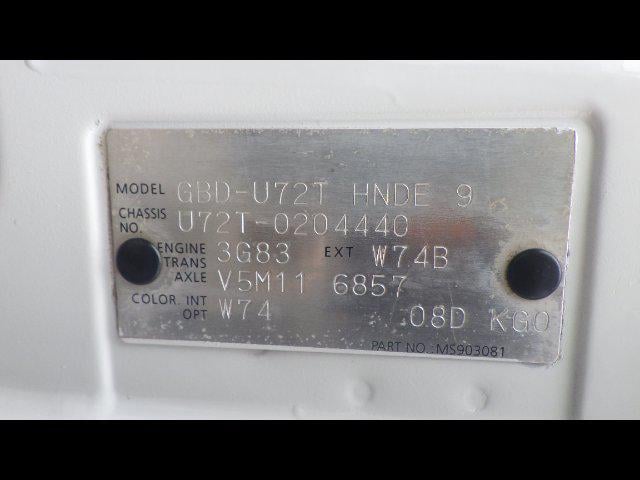 MODEL GBD-U72T HNDE 9
CHASSIS NO. U72T-0204440
ENGINE 3G83 EXT W74B
TRANS AXLE V5M11 6857
COLOR. INT OPT W74 08D KG0
PART NO.: MS903081